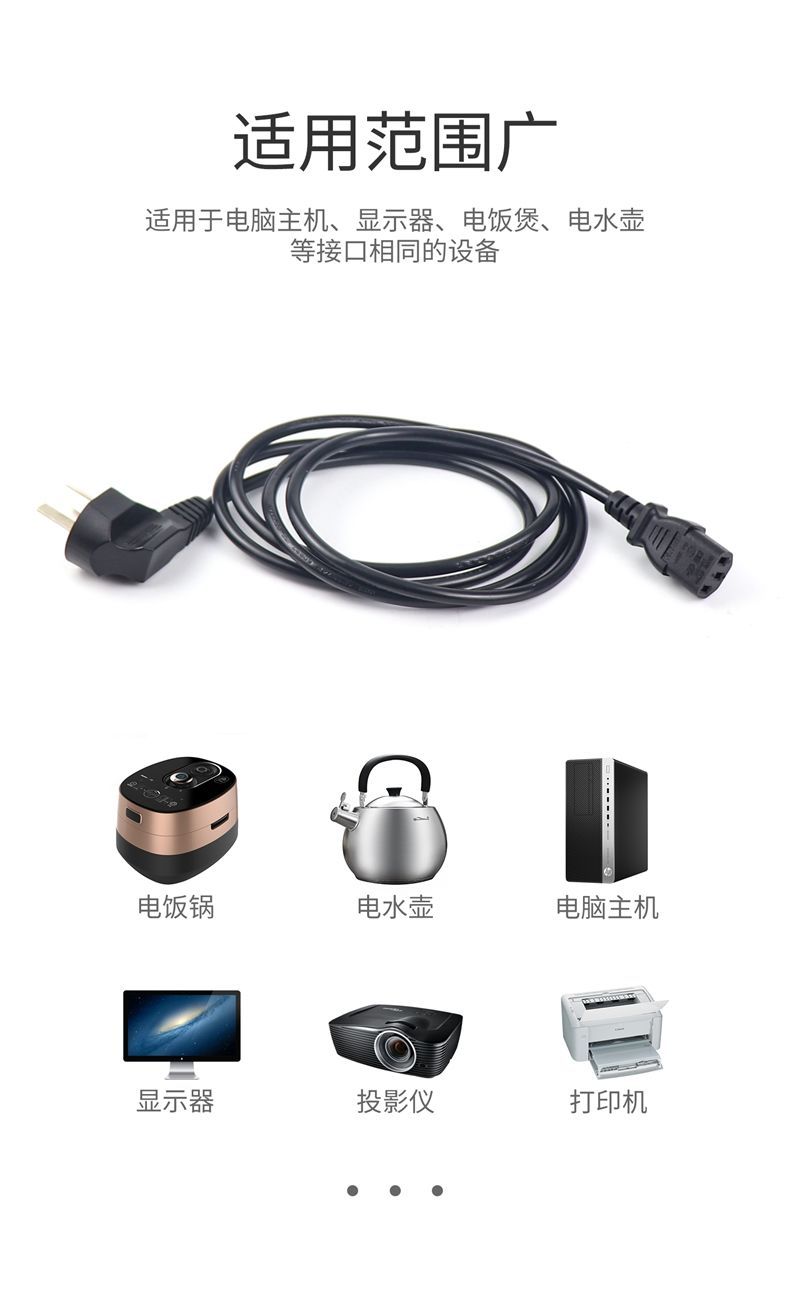 适用范围广
适用于电脑主机、显示器、电饭煲、电水壶
等接口相同的设备
电饭锅
电水壶
电脑主机
显示器
投影仪
打印机